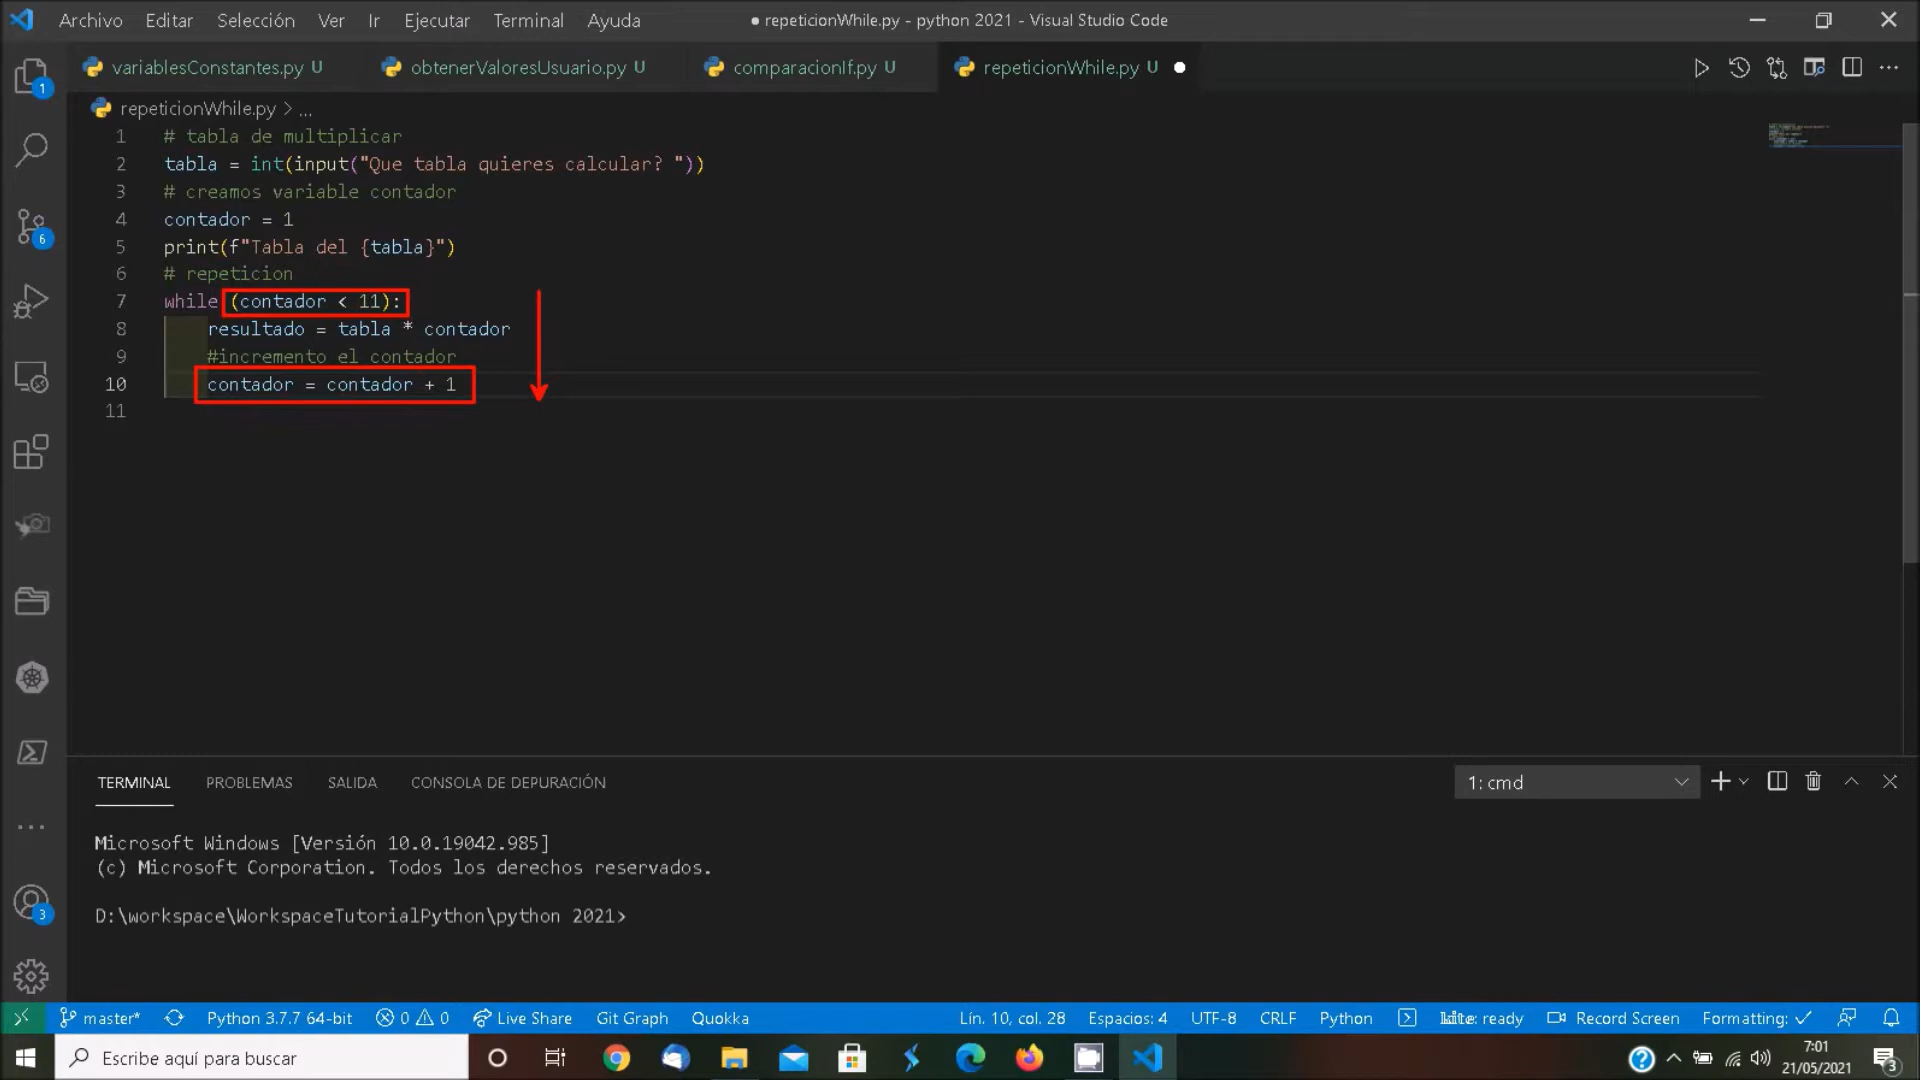 Archivo Editar Selección Ver Ir Ejecutar Terminal Ayuda ● repeticionWhile.py - python 2021 - Visual Studio Code
variablesConstantes.py U obtenerValoresUsuario.py U comparacionIf.py U repeticionWhile.py U ●
repeticionWhile.py > ...
1 # tabla de multiplicar
2 tabla = int(input("Que tabla quieres calcular? "))
3 # creamos variable contador
4 contador = 1
5 print(f"Tabla del {tabla}")
6 # repeticion
7 while (contador < 11):
8 resultado = tabla * contador
9 #incremento el contador
10 contador = contador + 1
11
1
6
3
TERMINAL PROBLEMAS SALIDA CONSOLA DE DEPURACIÓN 1: cmd
Microsoft Windows [Versión 10.0.19042.985]
(c) Microsoft Corporation. Todos los derechos reservados.
D:\workspace\WorkspaceTutorialPython\python 2021>
master* Python 3.7.7 64-bit 0 0 Live Share Git Graph Quokka Lín. 10, col. 28 Espacios: 4 UTF-8 CRLF Python ready Record Screen Formatting: ✓
Escribe aquí para buscar
7:01
21/05/2021
3